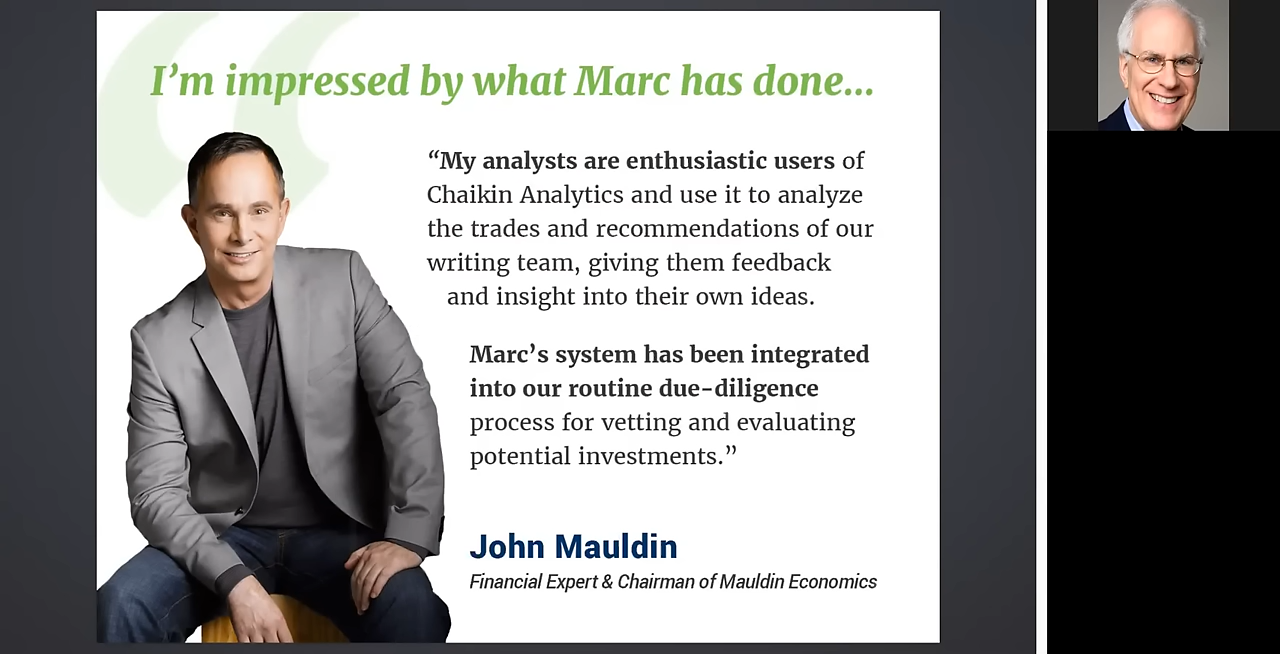 I’m impressed by what Marc has done...
“My analysts are enthusiastic users of
Chaikin Analytics and use it to analyze
the trades and recommendations of our
writing team, giving them feedback
and insight into their own ideas.
Marc’s system has been integrated
into our routine due-diligence
process for vetting and evaluating
potential investments.”
John Mauldin
Financial Expert & Chairman of Mauldin Economics